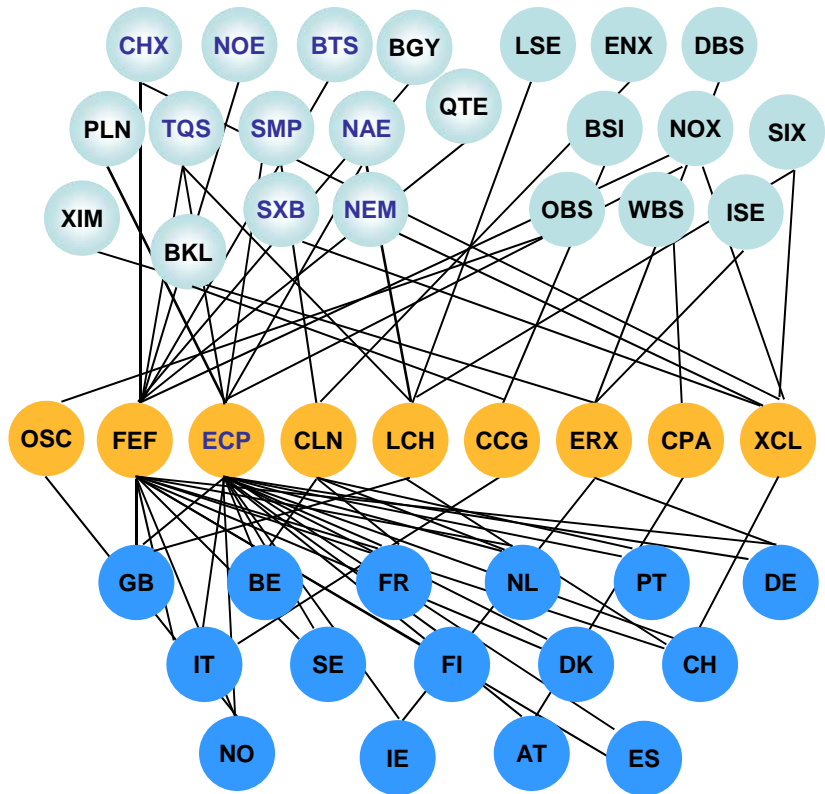 CHX
NOE
BTS
BGY
LSE
ENX
DBS
QTE
PLN
TQS
SMP
NAE
BSI
NOX
SIX
XIM
BKL
SXB
NEM
OBS
WBS
ISE
OSC
FEF
ECP
CLN
LCH
CCG
ERX
CPA
XCL
GB
BE
FR
NL
PT
DE
IT
SE
FI
DK
CH
NO
IE
AT
ES